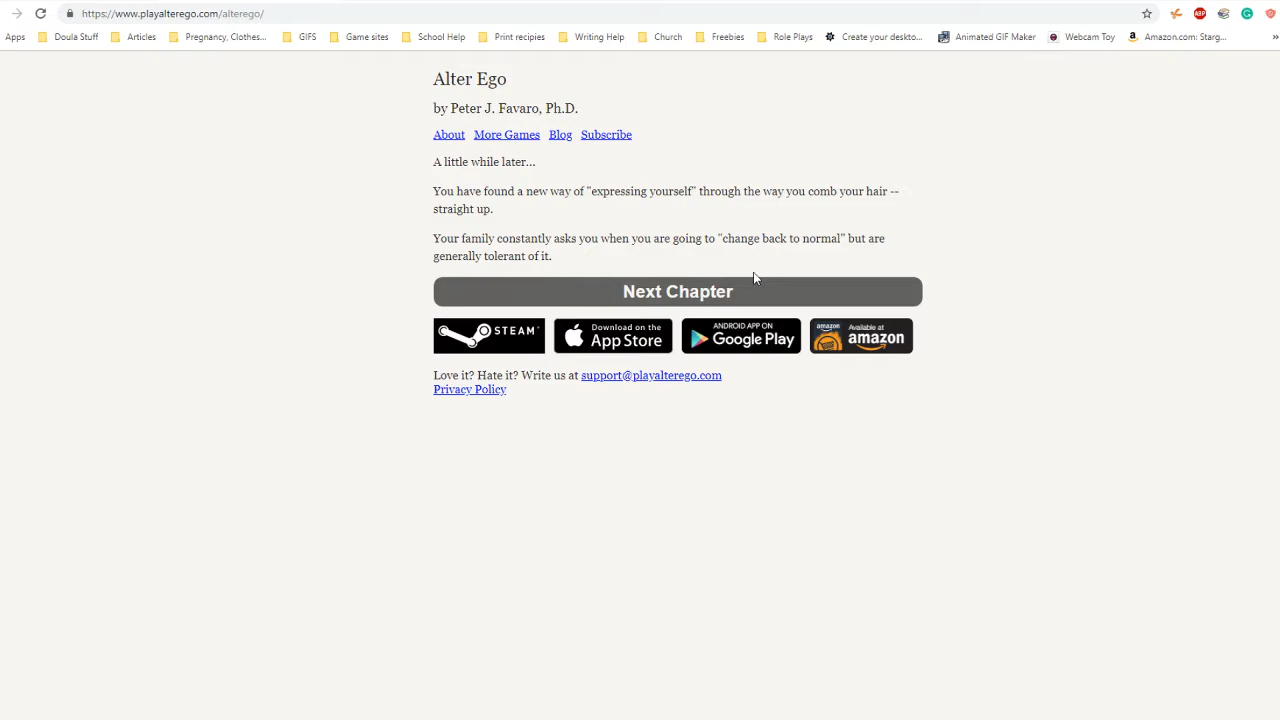 https://www.playalterego.com/alterego/
ABP
Apps Doula Stuff Articles Pregnancy, Clothes... GIFS Game sites School Help Print recipies Writing Help Church Freebies Role Plays Create your deskto... Animated GIF Maker Webcam Toy Amazon.com: Starg... »
Alter Ego
by Peter J. Favaro, Ph.D.
About More Games Blog Subscribe
A little while later...
You have found a new way of "expressing yourself" through the way you comb your hair --
straight up.
Your family constantly asks you when you are going to "change back to normal" but are
generally tolerant of it.
Next Chapter
STEAM™
Download on the
App Store
ANDROID APP ON
Google Play
amazon
Available at
amazon
Love it? Hate it? Write us at support@playalterego.com
Privacy Policy